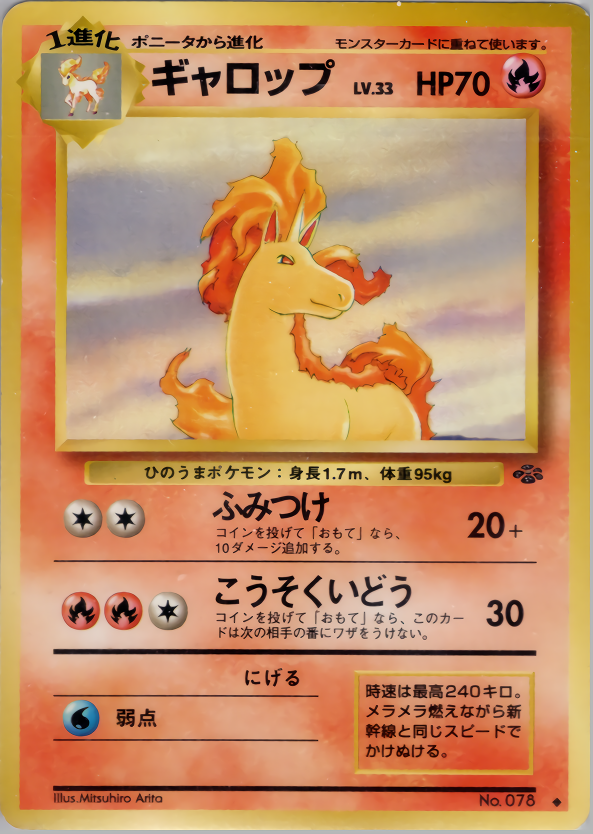 1進化 ポニータから進化 モンスターカードに重ねて使います。
ギャロップ LV.33 HP70
ひのうまポケモン：身長1.7m、体重95kg
ふみつけ 20+
コインを投げて「おもて」なら、
10ダメージ追加する。
こうそくいどう 30
コインを投げて「おもて」なら、このカー
ドは次の相手の番にワザをうけない。
にげる
弱点
時速は最高240キロ。
メラメラ燃えながら新
幹線と同じスピードで
かけぬける。
Illus.Mitsuhiro Arita No. 078